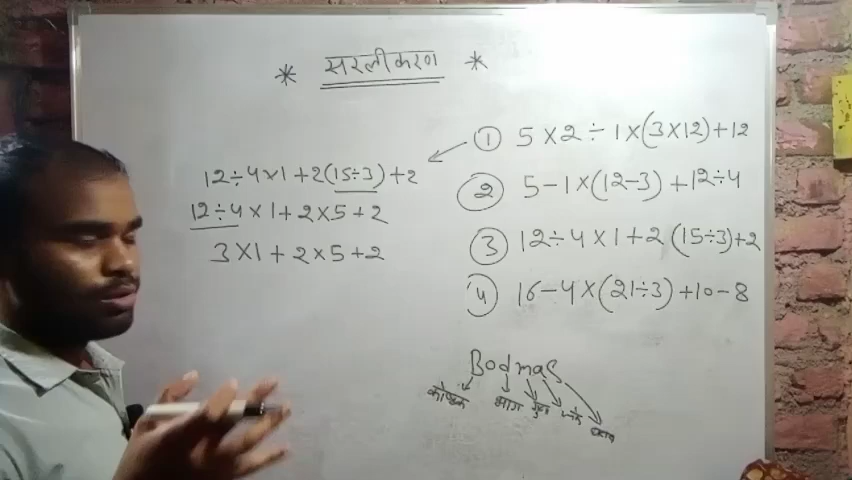 * सरलीकरण *
12÷4×1+2(15÷3)+2
12÷4×1+2×5+2
3×1+2×5+2
① 5×2÷1×(3×12)+12
② 5-1×(12-3)+12÷4
③ 12÷4×1+2(15÷3)+2
④ 16-4×(21÷3)+10-8
Bodmas
कोष्ठक भाग गुणा